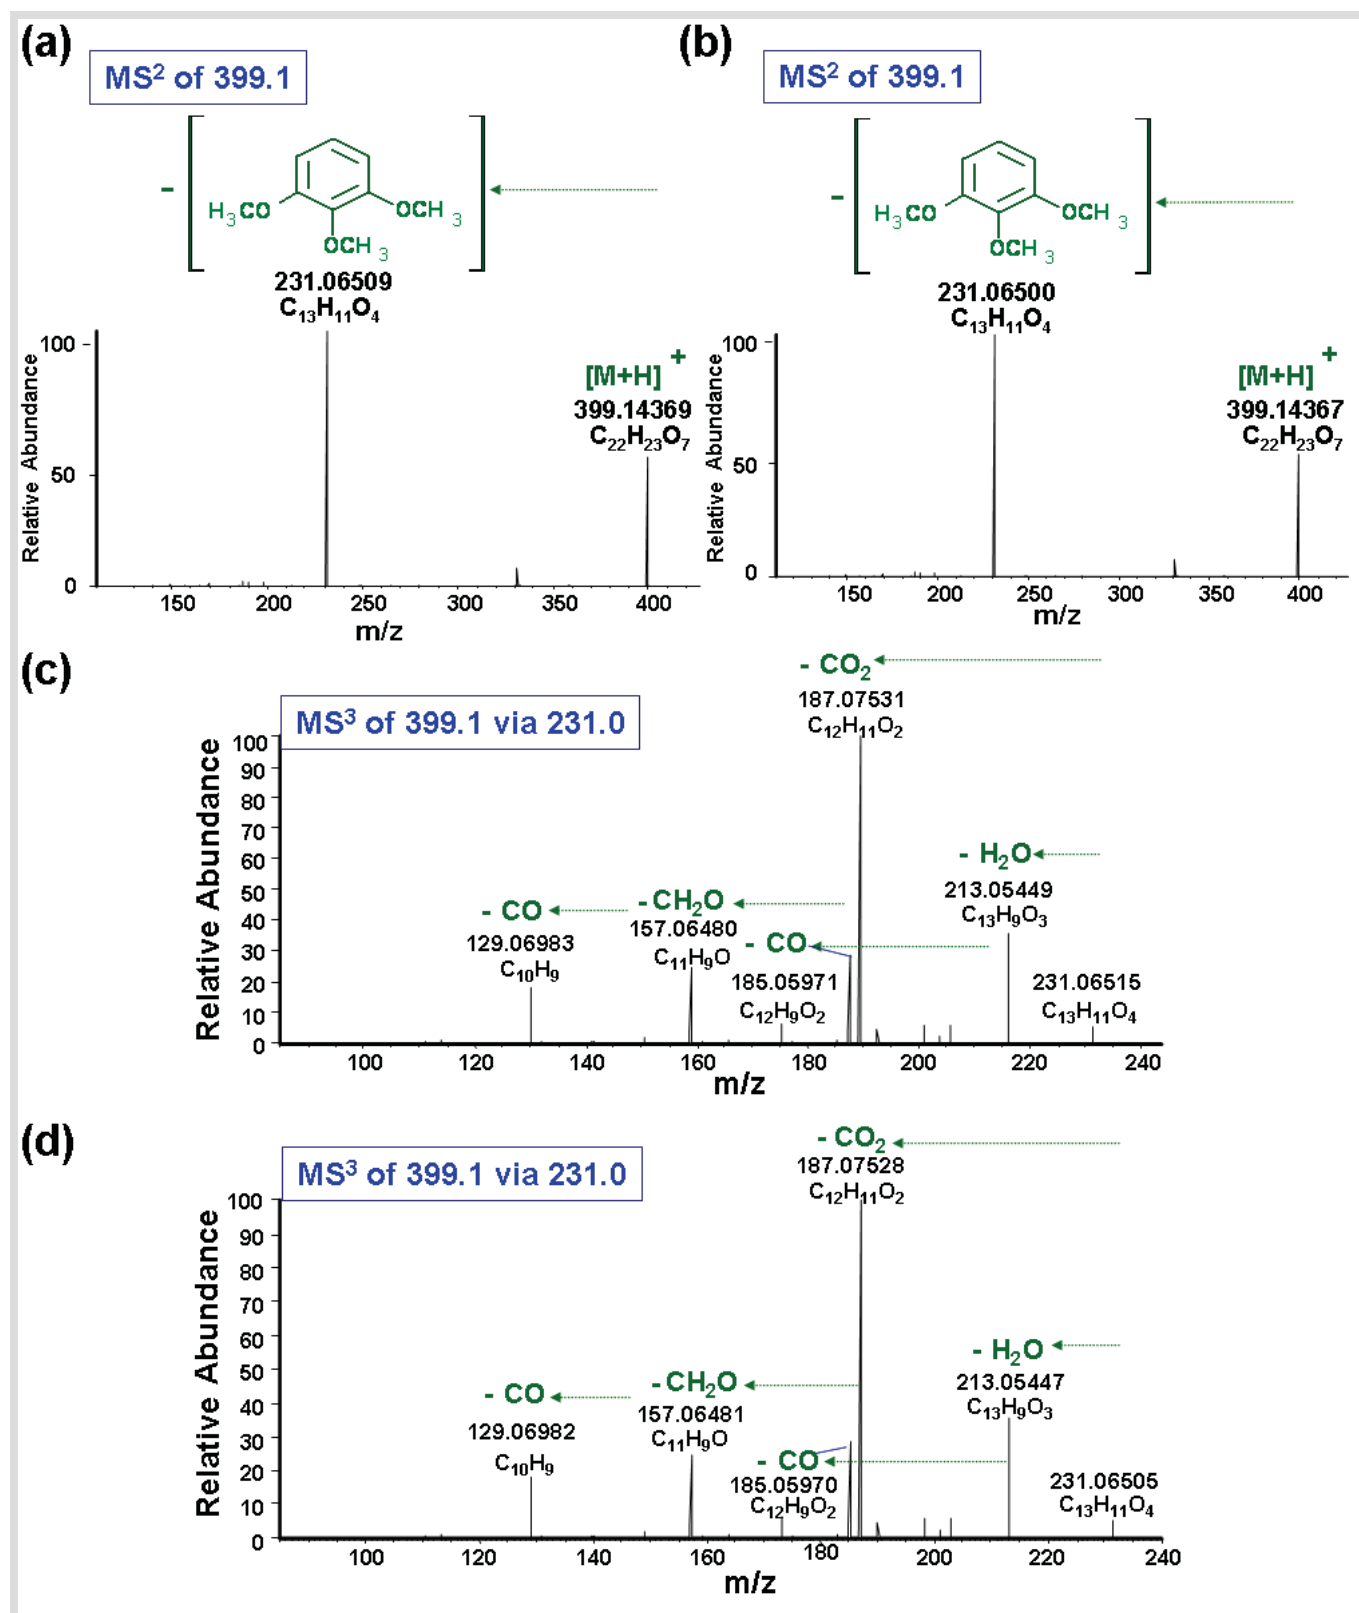 (a)
MS² of 399.1
-
H₃CO
OCH₃
OCH₃
231.06509
C₁₃H₁₁O₄
[M+H]⁺
399.14369
C₂₂H₂₃O₇
Relative Abundance
100
50
0
150 200 250 300 350 400
m/z
(b)
MS² of 399.1
-
H₃CO
OCH₃
OCH₃
231.06500
C₁₃H₁₁O₄
[M+H]⁺
399.14367
C₂₂H₂₃O₇
Relative Abundance
100
50
0
150 200 250 300 350 400
m/z
(c)
MS³ of 399.1 via 231.0
- CO₂
187.07531
C₁₂H₁₁O₂
- H₂O
213.05449
C₁₃H₉O₃
- CO
129.06983
C₁₀H₉
- CH₂O
157.06480
C₁₁H₉O
- CO
185.05971
C₁₂H₉O₂
231.06515
C₁₃H₁₁O₄
Relative Abundance
100
90
80
70
60
50
40
30
20
10
0
100 120 140 160 180 200 220 240
m/z
(d)
MS³ of 399.1 via 231.0
- CO₂
187.07528
C₁₂H₁₁O₂
- H₂O
213.05447
C₁₃H₉O₃
- CO
129.06982
C₁₀H₉
- CH₂O
157.06481
C₁₁H₉O
- CO
185.05970
C₁₂H₉O₂
231.06505
C₁₃H₁₁O₄
Relative Abundance
100
90
80
70
60
50
40
30
20
10
0
100 120 140 160 180 200 220 240
m/z